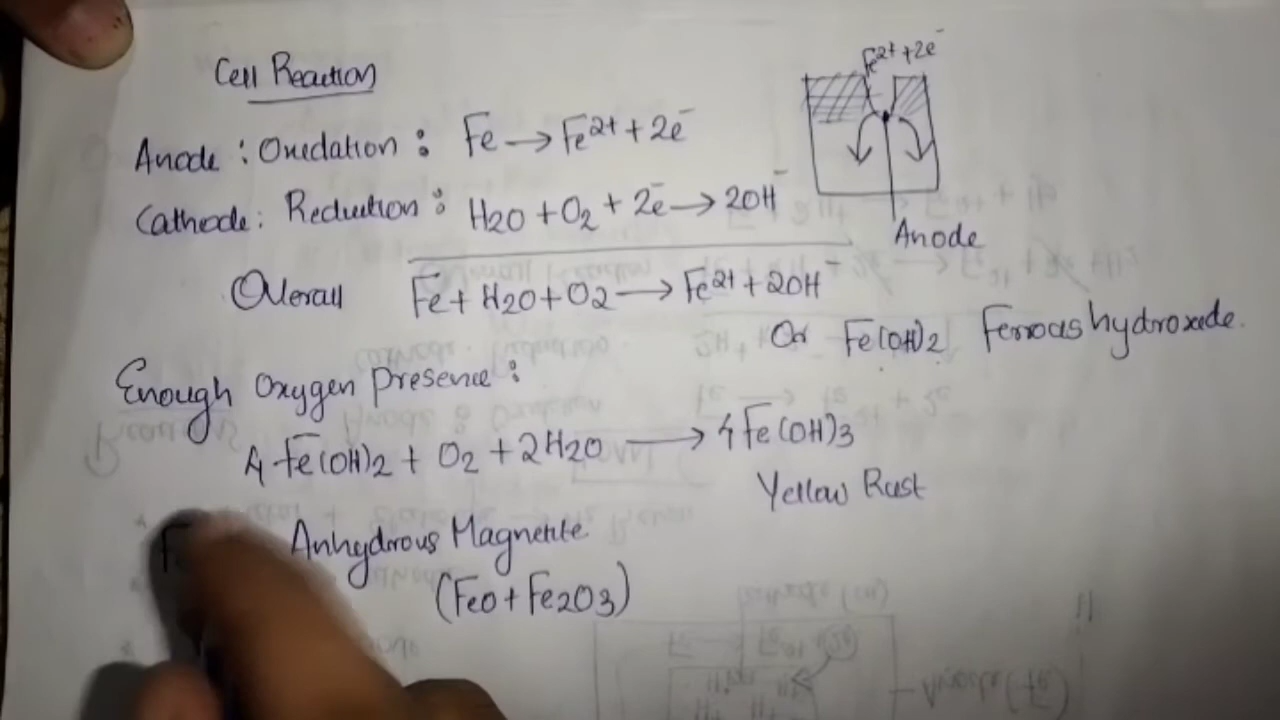 Cell Reaction
Fe²⁺+2e⁻
Anode : Oxidation : Fe → Fe²⁺ + 2e⁻
Cathode : Reduction : H2O + O2 + 2e⁻ → 2OH⁻
Anode
Overall Fe + H2O + O2 → Fe²⁺ + 2OH⁻
Or Fe(OH)2 Ferrous hydroxide.
Enough Oxygen Presence :
4 Fe(OH)2 + O2 + 2H2O → 4Fe(OH)3
Yellow Rust
Anhydrous Magnetite
(FeO + Fe2O3)